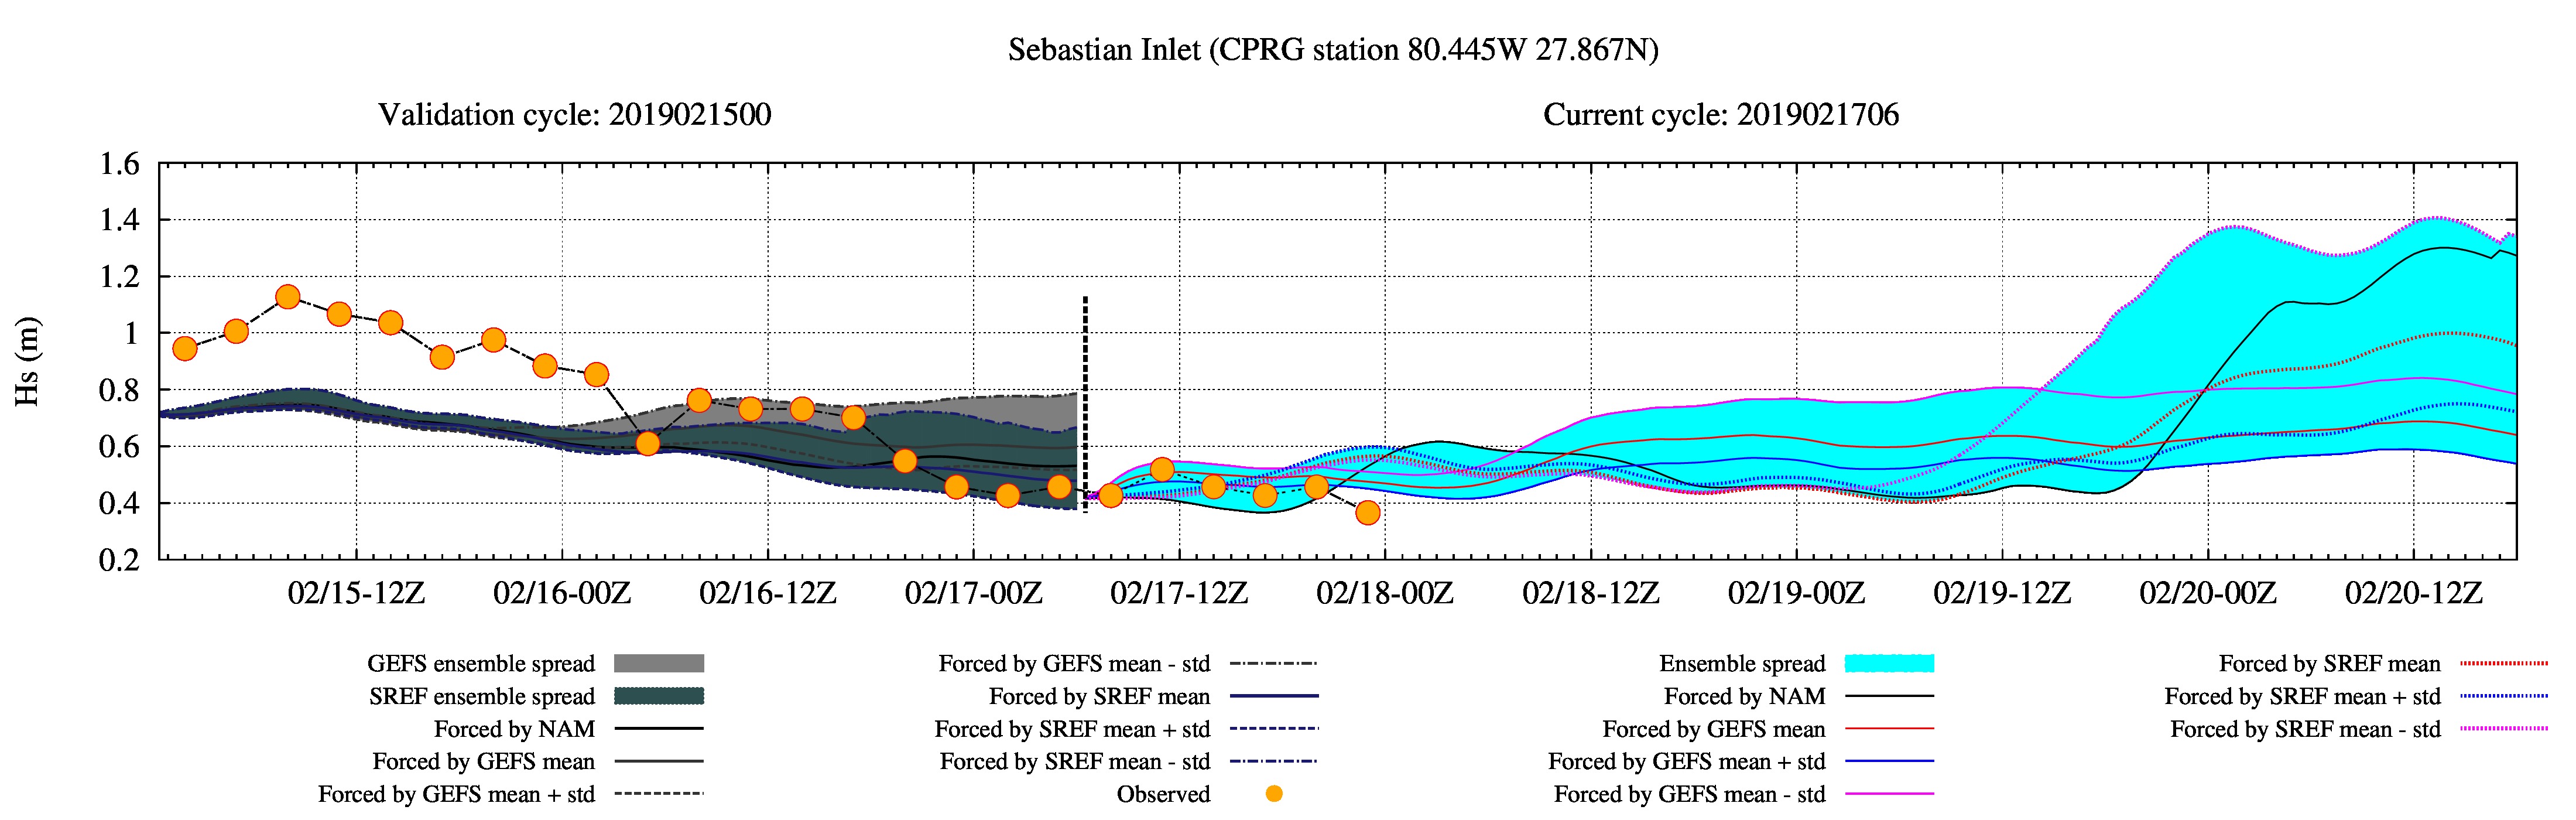 Sebastian Inlet (CPRG station 80.445W 27.867N)
Validation cycle: 2019021500
Current cycle: 2019021706
Hs (m)
1.6
1.4
1.2
1
0.8
0.6
0.4
0.2
02/15-12Z 02/16-00Z 02/16-12Z 02/17-00Z 02/17-12Z 02/18-00Z 02/18-12Z 02/19-00Z 02/19-12Z 02/20-00Z 02/20-12Z
GEFS ensemble spread
SREF ensemble spread
Forced by NAM
Forced by GEFS mean
Forced by GEFS mean + std
Forced by GEFS mean - std
Forced by SREF mean
Forced by SREF mean + std
Forced by SREF mean - std
Observed
Ensemble spread
Forced by NAM
Forced by GEFS mean
Forced by GEFS mean + std
Forced by GEFS mean - std
Forced by SREF mean
Forced by SREF mean + std
Forced by SREF mean - std